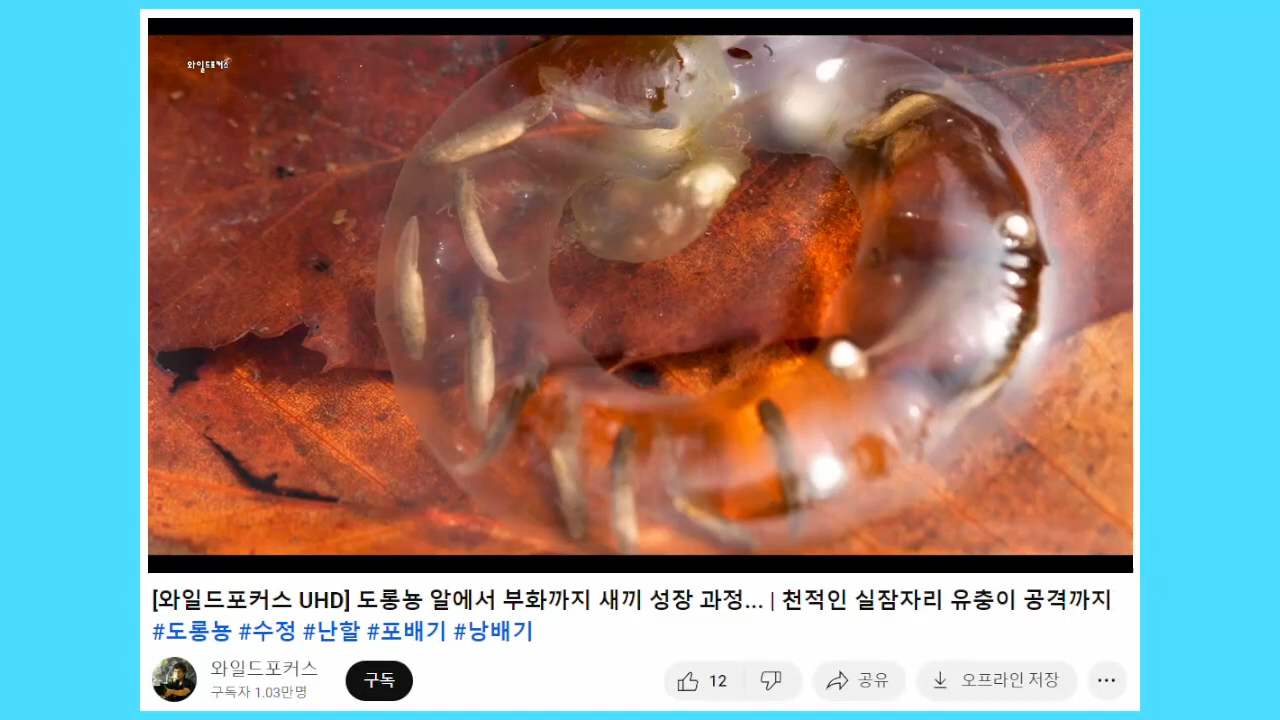 와일드포커스
[와일드포커스 UHD] 도롱뇽 알에서 부화까지 새끼 성장 과정... | 천적인 실잠자리 유충이 공격까지
#도롱뇽 #수정 #난할 #포배기 #낭배기
와일드포커스
구독자 1.03만명
구독
12
공유
오프라인 저장